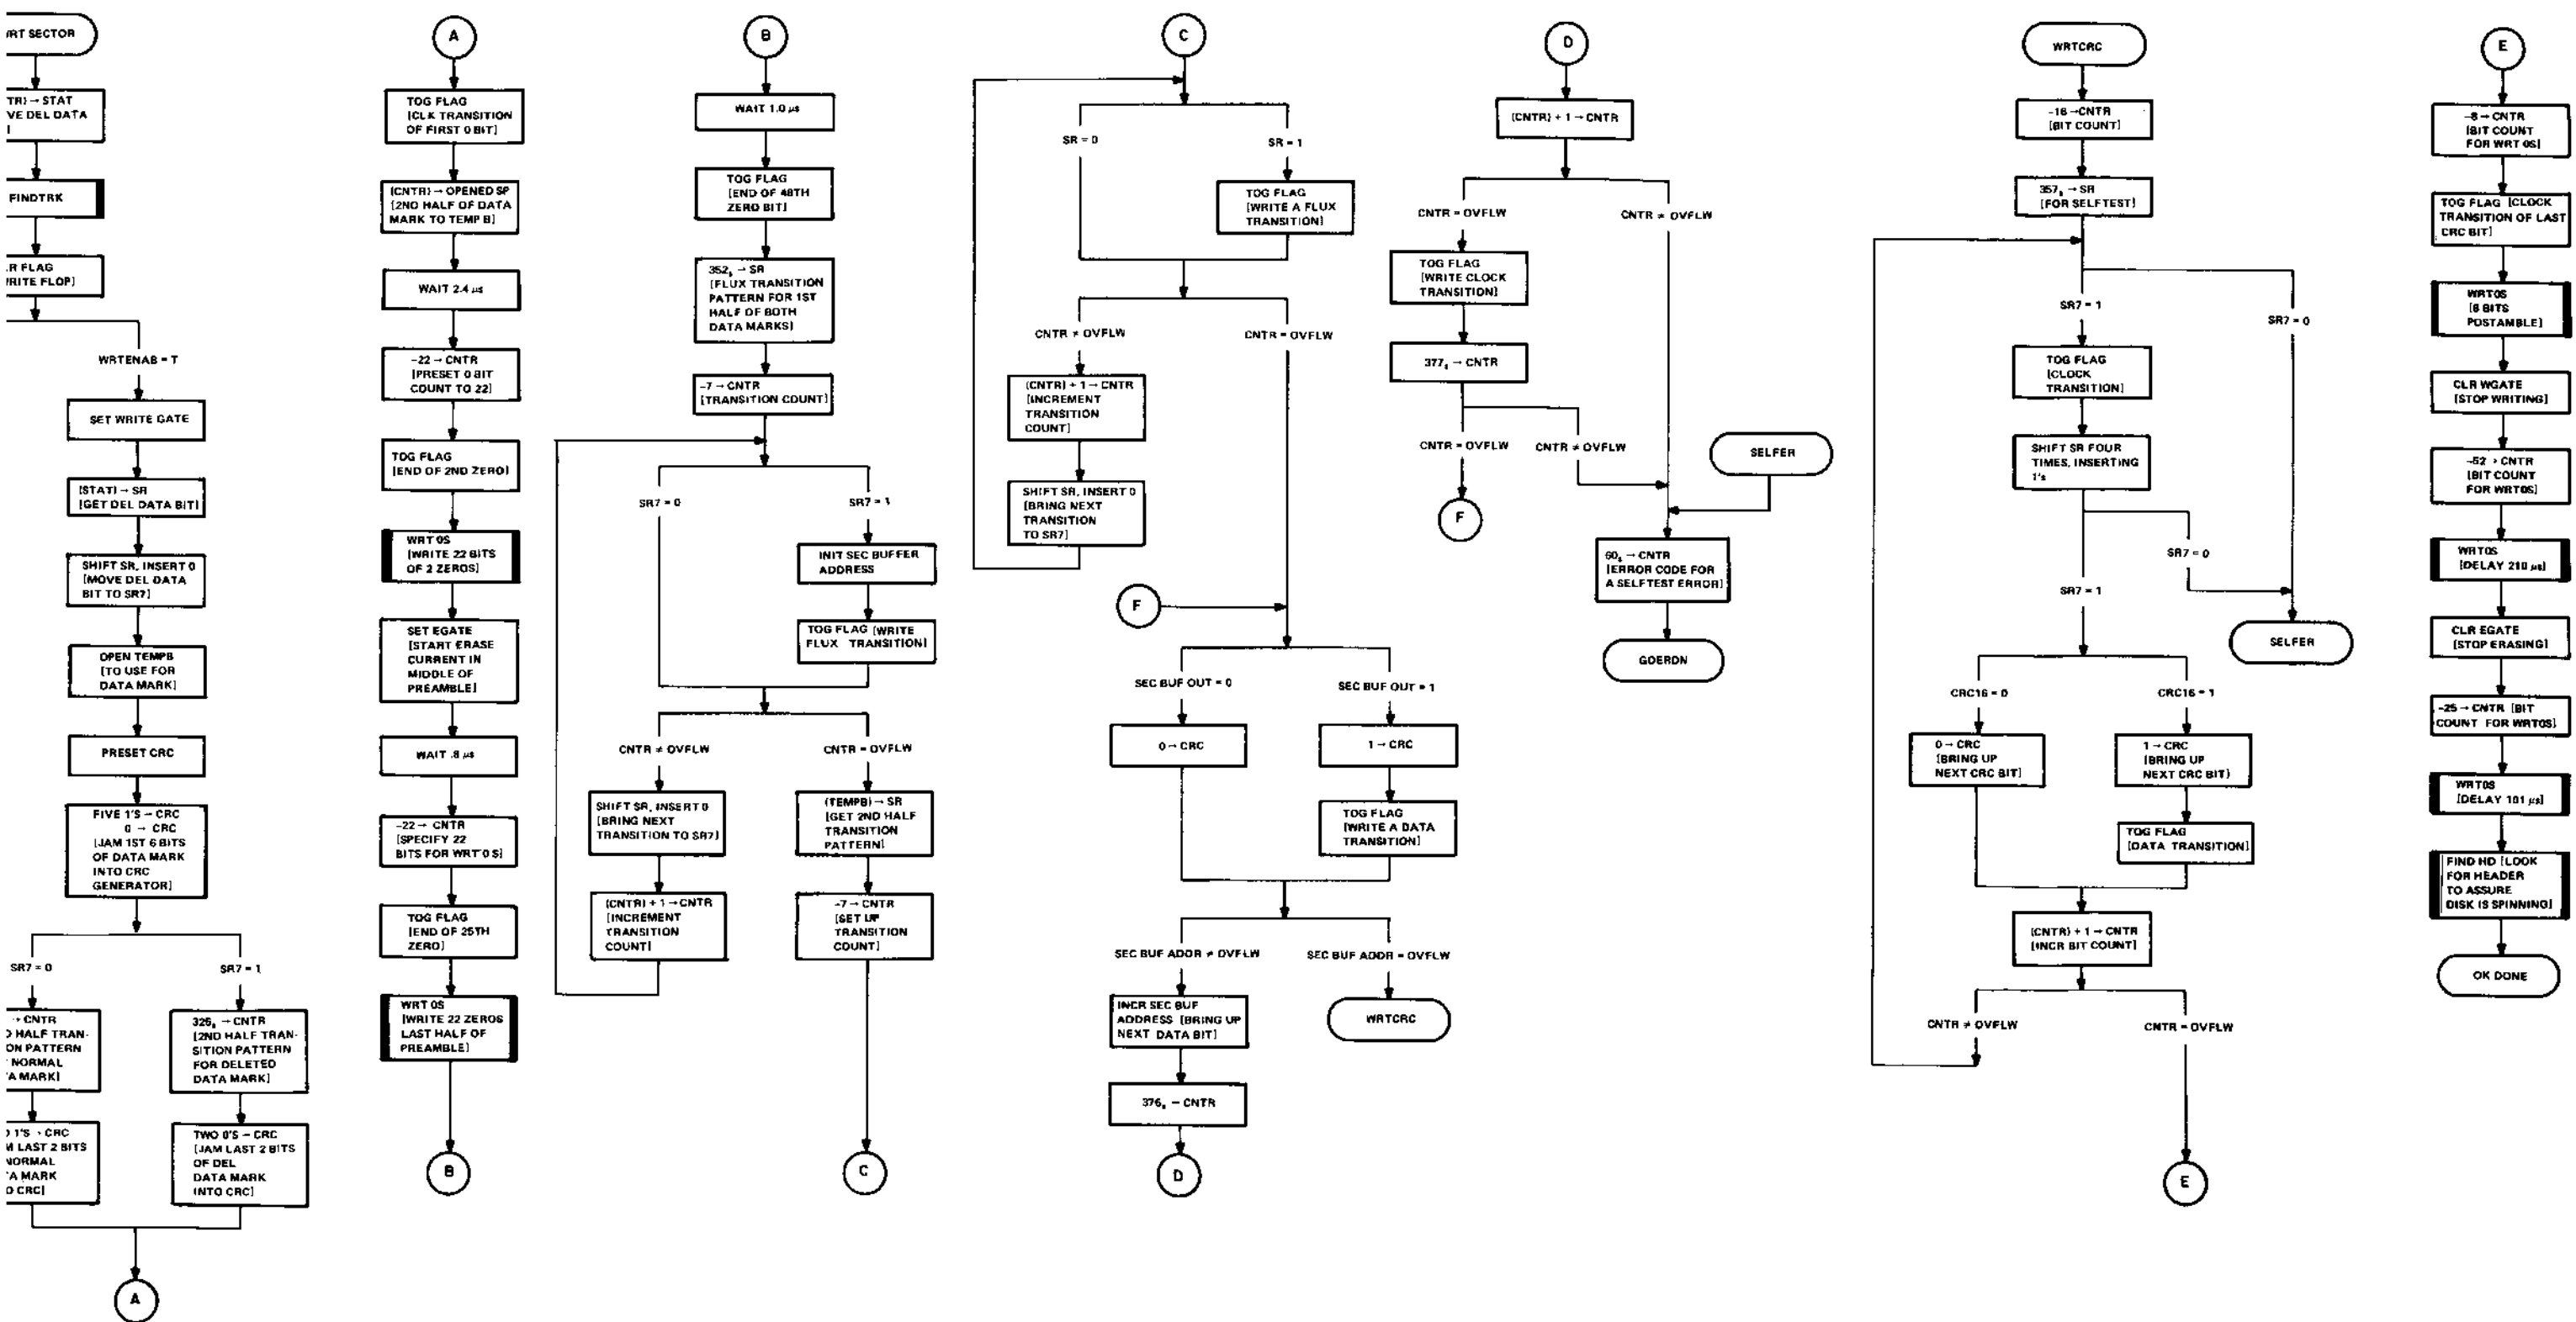 WRT SECTOR
TR) → STAT
VE DEL DATA
]
FINDTRK
R FLAG
WRITE FLOP]
WRTENAB = T
SET WRITE GATE
(STAT) → SR
[GET DEL DATA BIT]
SHIFT SR, INSERT 0
[MOVE DEL DATA
BIT TO SR7]
OPEN TEMPB
[TO USE FOR
DATA MARK]
PRESET CRC
FIVE 1'S → CRC
0 → CRC
[JAM 1ST 6 BITS
OF DATA MARK
INTO CRC
GENERATOR]
SR7 = 0
SR7 = 1
→ CNTR
D HALF TRAN-
ON PATTERN
NORMAL
'A MARK]
325₈ → CNTR
[2ND HALF TRAN-
SITION PATTERN
FOR DELETED
DATA MARK]
O 1'S → CRC
M LAST 2 BITS
NORMAL
'A MARK
O CRC]
TWO 0'S → CRC
[JAM LAST 2 BITS
OF DEL
DATA MARK
INTO CRC]
A
A
TOG FLAG
[CLK TRANSITION
OF FIRST 0 BIT]
(CNTR) → OPENED SP
[2ND HALF OF DATA
MARK TO TEMP B]
WAIT 2.4 µs
-22 → CNTR
[PRESET 0 BIT
COUNT TO 22]
TOG FLAG
[END OF 2ND ZERO]
WRT 0S
[WRITE 22 BITS
OF 2 ZEROS]
SET EGATE
[START ERASE
CURRENT IN
MIDDLE OF
PREAMBLE]
WAIT .8 µs
-22 → CNTR
[SPECIFY 22
BITS FOR WRT 0 S]
TOG FLAG
[END OF 25TH
ZERO]
WRT 0S
[WRITE 22 ZEROS
LAST HALF OF
PREAMBLE]
B
B
WAIT 1.0 µs
TOG FLAG
[END OF 48TH
ZERO BIT]
352₈ → SR
[FLUX TRANSITION
PATTERN FOR 1ST
HALF OF BOTH
DATA MARKS]
-7 → CNTR
[TRANSITION COUNT]
SR7 = 0
SR7 = 1
INIT SEC BUFFER
ADDRESS
TOG FLAG [WRITE
FLUX TRANSITION]
CNTR ≠ OVFLW
CNTR = OVFLW
SHIFT SR, INSERT 0
[BRING NEXT
TRANSITION TO SR7]
(TEMPB) → SR
[GET 2ND HALF
TRANSITION
PATTERN]
(CNTR) + 1 → CNTR
[INCREMENT
TRANSITION
COUNT]
-7 → CNTR
[SET UP
TRANSITION
COUNT]
C
C
SR = 0
SR = 1
TOG FLAG
[WRITE A FLUX
TRANSITION]
CNTR ≠ OVFLW
CNTR = OVFLW
(CNTR) + 1 → CNTR
[INCREMENT
TRANSITION
COUNT]
SHIFT SR, INSERT 0
[BRING NEXT
TRANSITION
TO SR7]
F
SEC BUF OUT = 0
SEC BUF OUT = 1
0 → CRC
1 → CRC
TOG FLAG
[WRITE A DATA
TRANSITION]
SEC BUF ADDR ≠ OVFLW
SEC BUF ADDR = OVFLW
INCR SEC BUF
ADDRESS [BRING UP
NEXT DATA BIT]
WRTCRC
376₈ – CNTR
D
D
(CNTR) + 1 → CNTR
CNTR = OVFLW
CNTR ≠ OVFLW
TOG FLAG
[WRITE CLOCK
TRANSITION]
377₈ → CNTR
CNTR = OVFLW
CNTR ≠ OVFLW
F
SELFER
60₈ → CNTR
[ERROR CODE FOR
A SELFTEST ERROR]
GOERDN
WRTCRC
-16 → CNTR
[BIT COUNT]
357₈ → SR
[FOR SELFTEST]
SR7 = 1
SR7 = 0
TOG FLAG
[CLOCK
TRANSITION]
SHIFT SR FOUR
TIMES, INSERTING
1's
SR7 = 0
SR7 = 1
SELFER
CRC16 = 0
CRC16 = 1
0 → CRC
[BRING UP
NEXT CRC BIT]
1 → CRC
[BRING UP
NEXT CRC BIT]
TOG FLAG
[DATA TRANSITION]
(CNTR) + 1 → CNTR
[INCR BIT COUNT]
CNTR ≠ OVFLW
CNTR = OVFLW
E
E
-8 → CNTR
[BIT COUNT
FOR WRT 0S]
TOG FLAG [CLOCK
TRANSITION OF LAST
CRC BIT]
WRT0S
[8 BITS
POSTAMBLE]
CLR WGATE
[STOP WRITING]
-52 → CNTR
[BIT COUNT
FOR WRT0S]
WRT0S
[DELAY 210 µs]
CLR EGATE
[STOP ERASING]
-25 → CNTR [BIT
COUNT FOR WRT0S]
WRT0S
[DELAY 101 µs]
FIND HD [LOOK
FOR HEADER
TO ASSURE
DISK IS SPINNING]
OK DONE